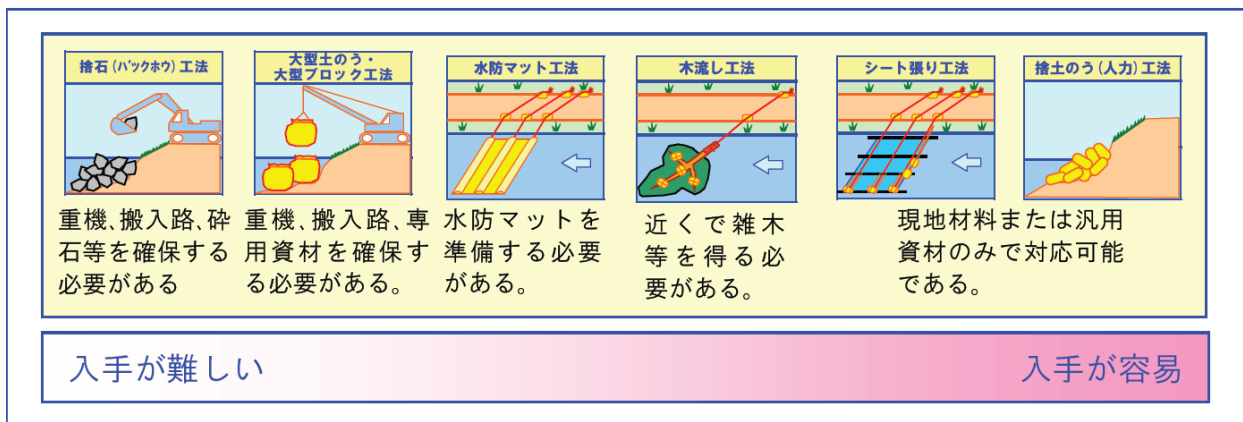 捨石(バックホウ)工法
大型土のう・
大型ブロック工法
水防マット工法
木流し工法
シート張り工法
捨土のう(人力)工法
重機、搬入路、砕
石等を確保する
必要がある
重機、搬入路、専
用資材を確保す
る必要がある。
水防マットを
準備する必要
がある。
近くで雑木
等を得る必
要がある。
現地材料または汎用
資材のみで対応可能
である。
入手が難しい
入手が容易